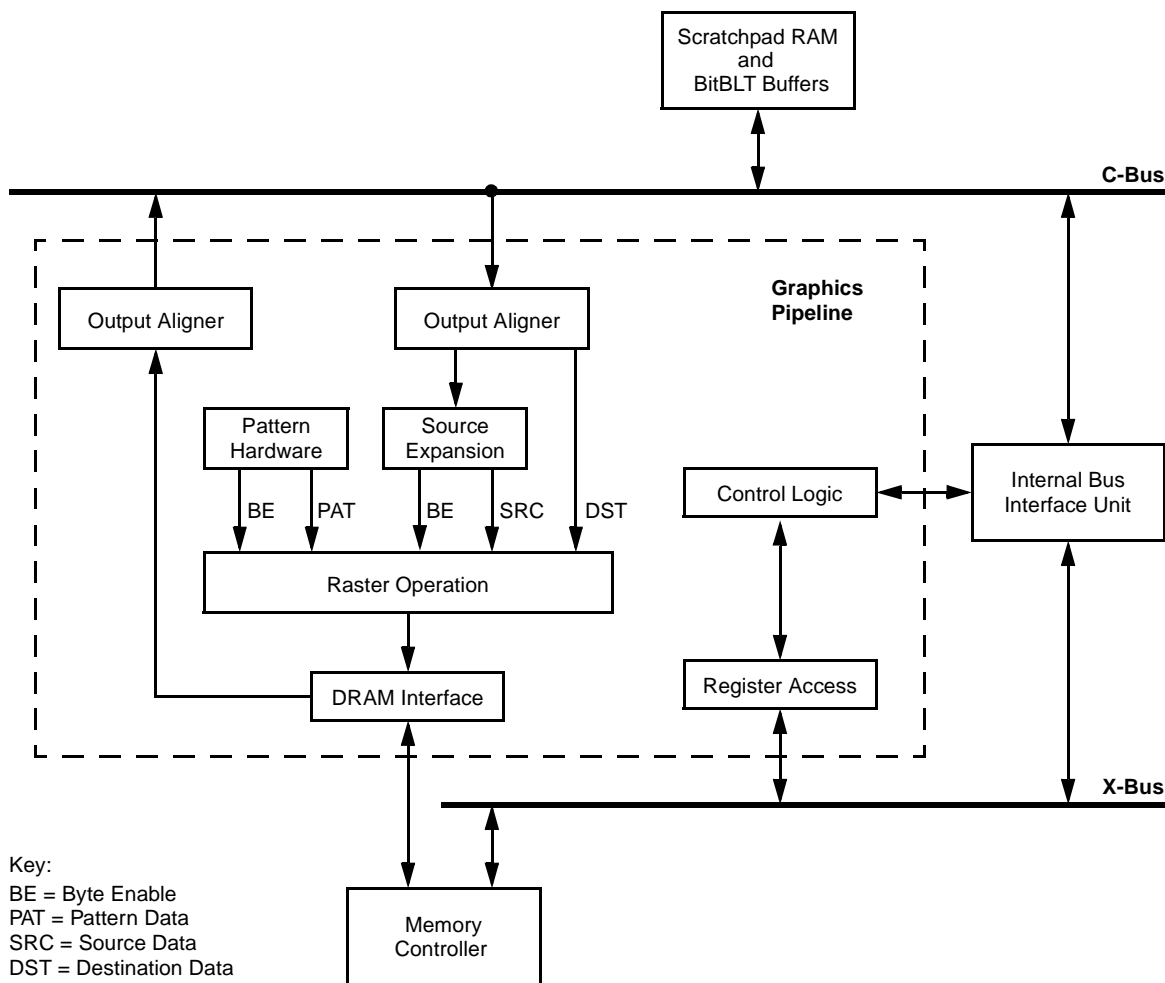 Scratchpad RAM
and
BitBLT Buffers
C-Bus
Graphics
Pipeline
Output Aligner
Output Aligner
Pattern
Hardware
Source
Expansion
Control Logic
Internal Bus
Interface Unit
BE
PAT
BE
SRC
DST
Raster Operation
DRAM Interface
Register Access
X-Bus
Key:
BE = Byte Enable
PAT = Pattern Data
SRC = Source Data
DST = Destination Data
Memory
Controller